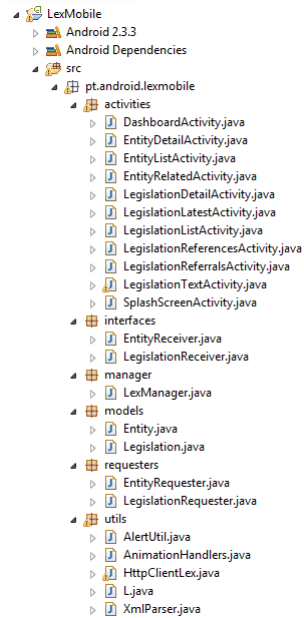 LexMobile
Android 2.3.3
Android Dependencies
src
pt.android.lexmobile
activities
DashboardActivity.java
EntityDetailActivity.java
EntityListActivity.java
EntityRelatedActivity.java
LegislationDetailActivity.java
LegislationLatestActivity.java
LegislationListActivity.java
LegislationReferencesActivity.java
LegislationReferralsActivity.java
LegislationTextActivity.java
SplashScreenActivity.java
interfaces
EntityReceiver.java
LegislationReceiver.java
manager
LexManager.java
models
Entity.java
Legislation.java
requesters
EntityRequester.java
LegislationRequester.java
utils
AlertUtil.java
AnimationHandlers.java
HttpClientLex.java
L.java
XmlParser.java